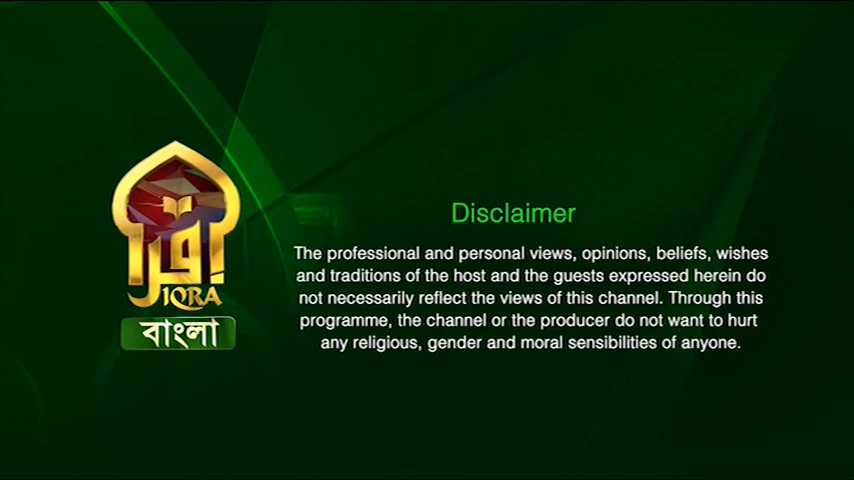 Disclaimer
The professional and personal views, opinions, beliefs, wishes
and traditions of the host and the guests expressed herein do
not necessarily reflect the views of this channel. Through this
programme, the channel or the producer do not want to hurt
any religious, gender and moral sensibilities of anyone.
اقرأ
IQRA
বাংলা